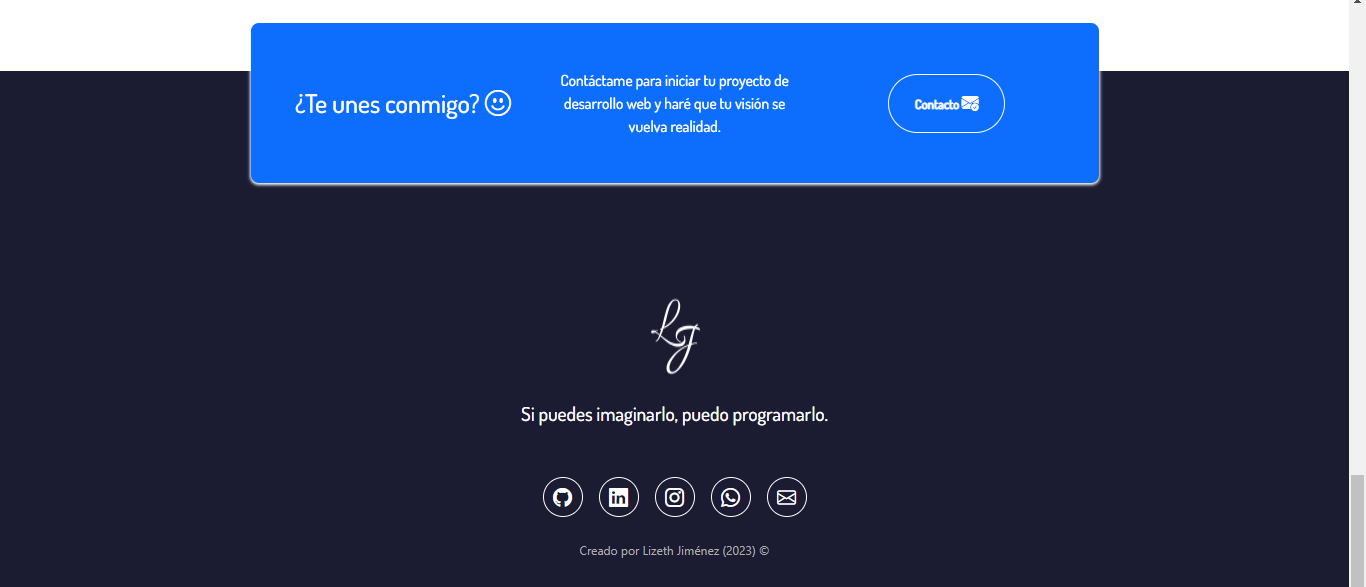 ¿Te unes conmigo?
Contáctame para iniciar tu proyecto de
desarrollo web y haré que tu visión se
vuelva realidad.
Contacto
LJ
Si puedes imaginarlo, puedo programarlo.
in
Creado por Lizeth Jiménez (2023) ©